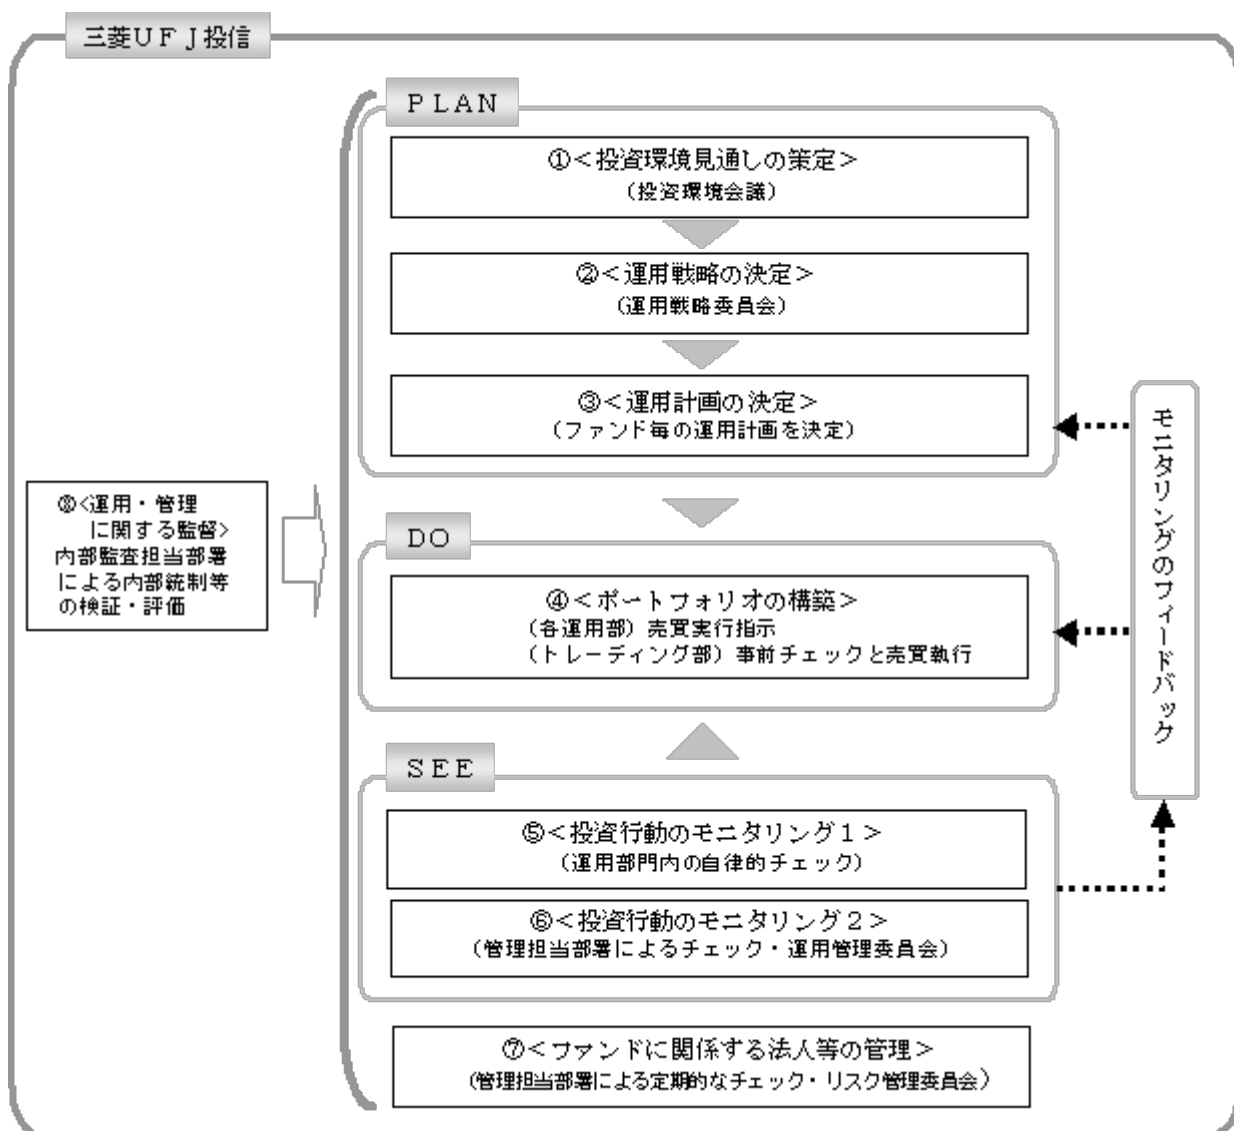 三菱ＵＦＪ投信
ＰＬＡＮ
①＜投資環境見通しの策定＞
（投資環境会議）
②＜運用戦略の決定＞
（運用戦略委員会）
③＜運用計画の決定＞
（ファンド毎の運用計画を決定）
⑧<運用・管理
に関する監督>
内部監査担当部署
による内部統制等
の検証・評価
ＤＯ
④＜ポートフォリオの構築＞
（各運用部）売買実行指示
（トレーディング部）事前チェックと売買執行
モニタリングのフィードバック
ＳＥＥ
⑤＜投資行動のモニタリング１＞
（運用部門内の自律的チェック）
⑥＜投資行動のモニタリング２＞
（管理担当部署によるチェック・運用管理委員会）
⑦＜ファンドに関係する法人等の管理＞
（管理担当部署による定期的なチェック・リスク管理委員会）